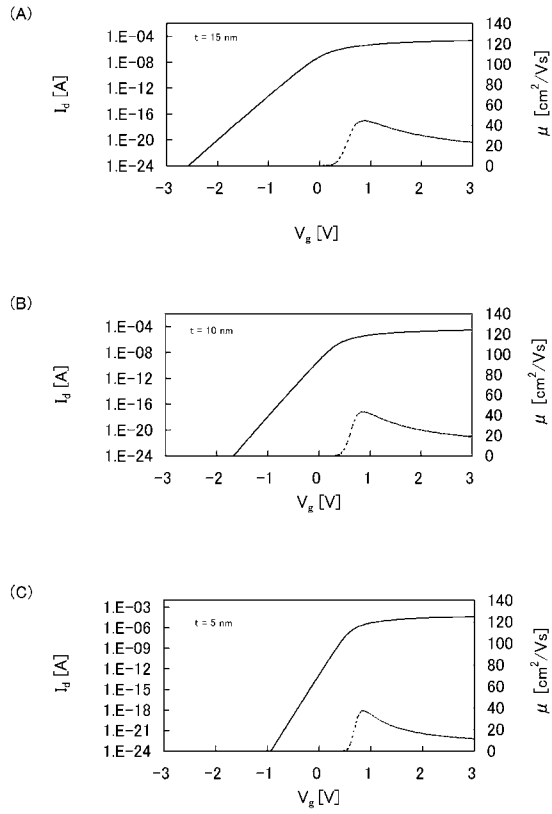 (A)
t = 15 nm
I_d [A]
1.E-04
1.E-08
1.E-12
1.E-16
1.E-20
1.E-24
140
120
100
80
60
40
20
0
μ [cm²/Vs]
-3 -2 -1 0 1 2 3
V_g [V]
(B)
t = 10 nm
I_d [A]
1.E-04
1.E-08
1.E-12
1.E-16
1.E-20
1.E-24
140
120
100
80
60
40
20
0
μ [cm²/Vs]
-3 -2 -1 0 1 2 3
V_g [V]
(C)
t = 5 nm
I_d [A]
1.E-03
1.E-06
1.E-09
1.E-12
1.E-15
1.E-18
1.E-21
1.E-24
140
120
100
80
60
40
20
0
μ [cm²/Vs]
-3 -2 -1 0 1 2 3
V_g [V]